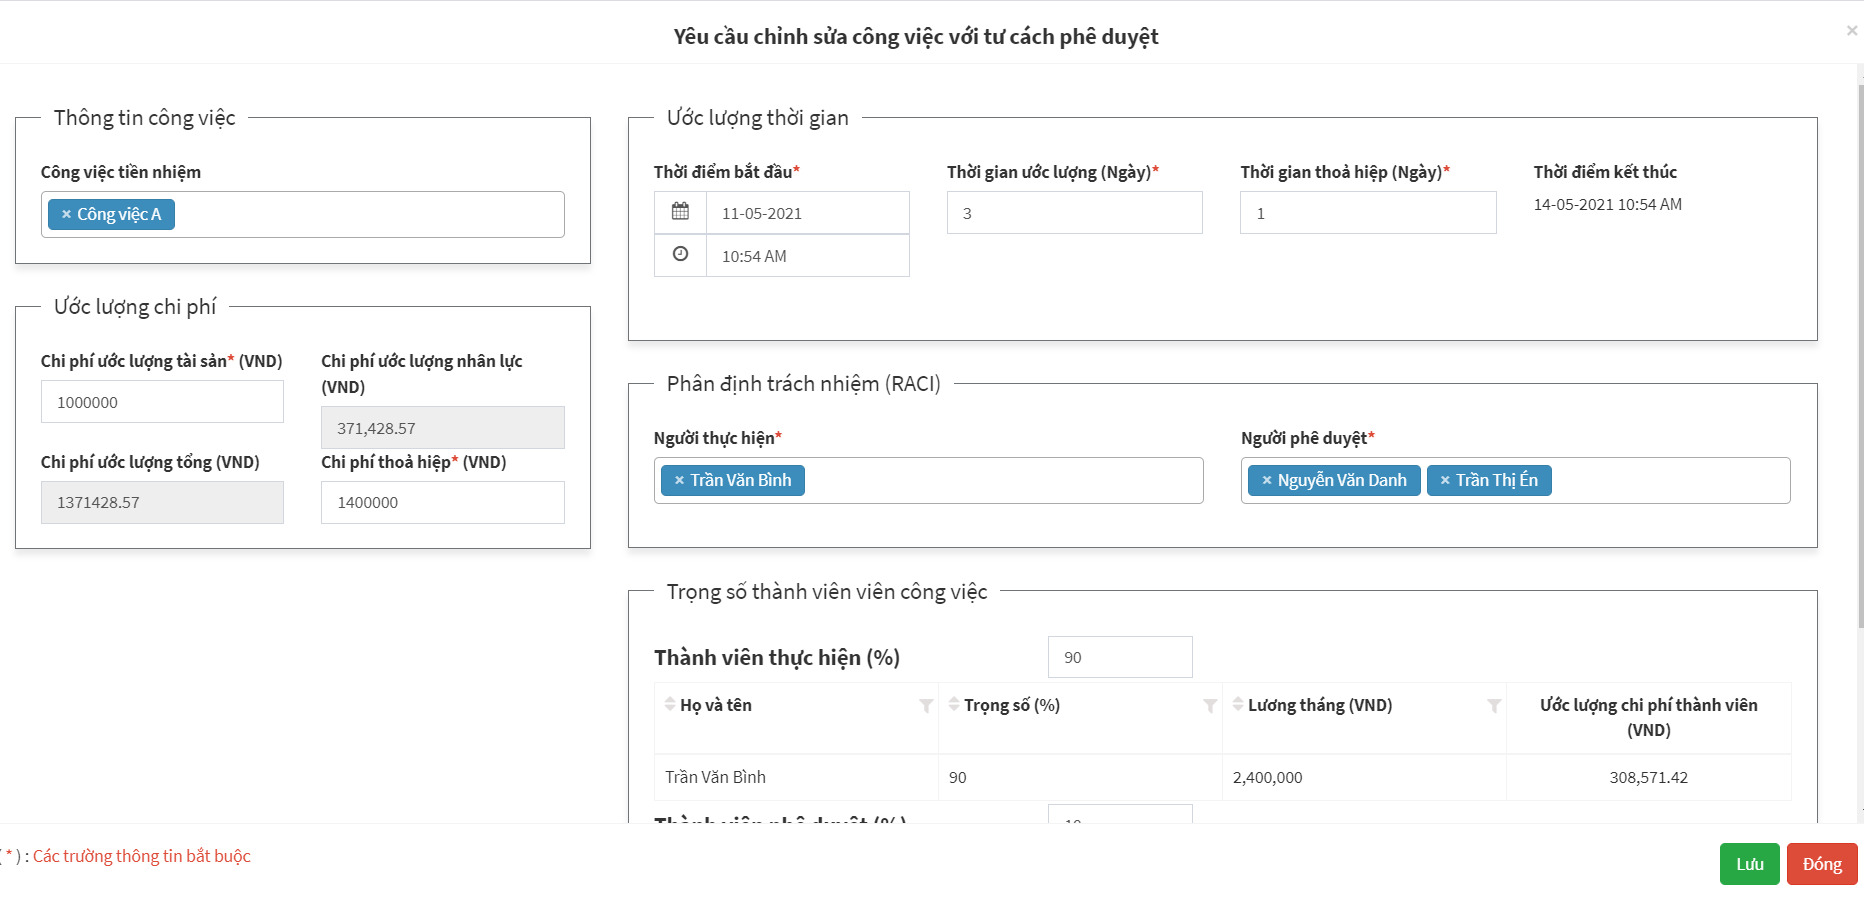 Yêu cầu chỉnh sửa công việc với tư cách phê duyệt
×
Thông tin công việc
Công việc tiền nhiệm
× Công việc A
Ước lượng chi phí
Chi phí ước lượng tài sản* (VND)
1000000
Chi phí ước lượng nhân lực
(VND)
371,428.57
Chi phí ước lượng tổng (VND)
1371428.57
Chi phí thoả hiệp* (VND)
1400000
Ước lượng thời gian
Thời điểm bắt đầu*
11-05-2021
10:54 AM
Thời gian ước lượng (Ngày)*
3
Thời gian thoả hiệp (Ngày)*
1
Thời điểm kết thúc
14-05-2021 10:54 AM
Phân định trách nhiệm (RACI)
Người thực hiện*
× Trần Văn Bình
Người phê duyệt*
× Nguyễn Văn Danh × Trần Thị Én
Trọng số thành viên viên công việc
Thành viên thực hiện (%) 90
Họ và tên Trọng số (%) Lương tháng (VND) Ước lượng chi phí thành viên
(VND)
Trần Văn Bình 90 2,400,000 308,571.42
Thành viên phê duyệt (%) 10
( * ) : Các trường thông tin bắt buộc
Lưu Đóng